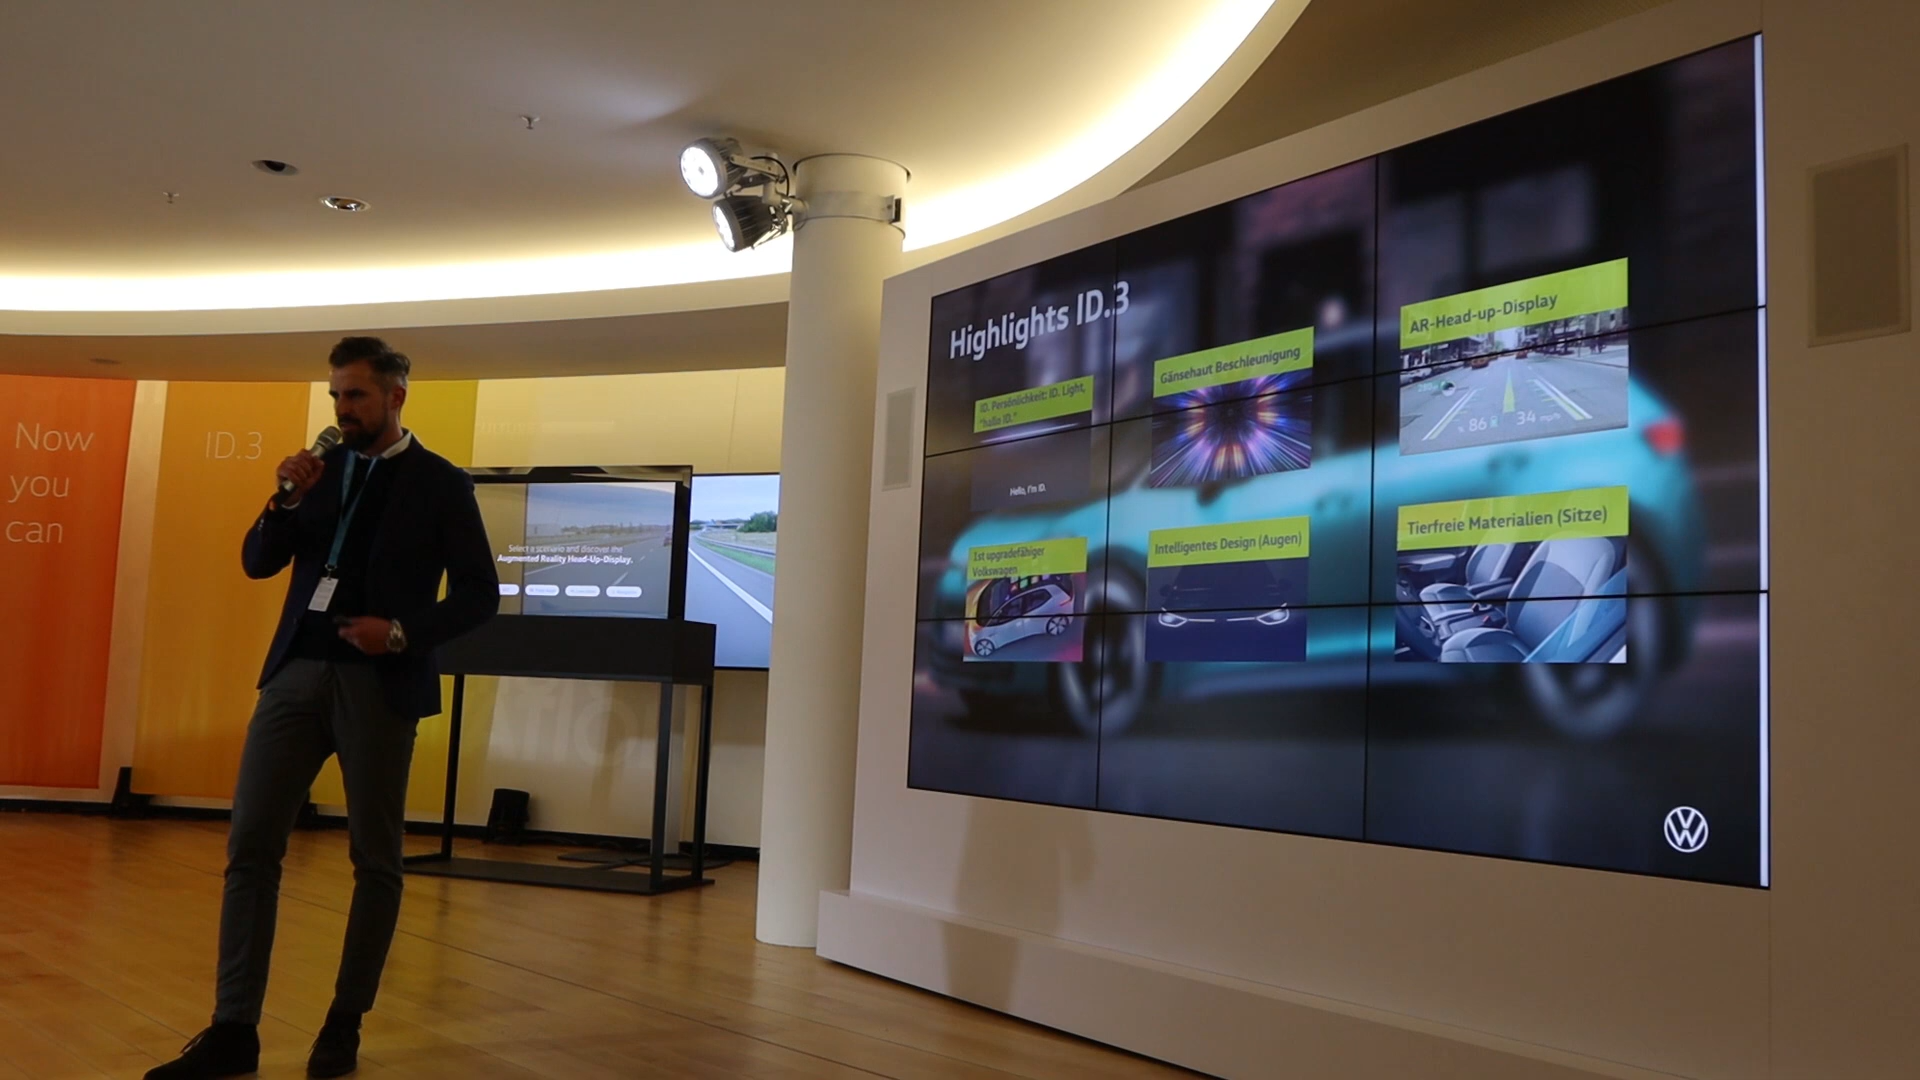 Now
you
can
ID.3
Select a scenario and discover the
Augmented Reality Head-Up-Display.
Highlights ID.3
ID. Persönlichkeit: ID. Light,
"hallo ID."
Hello, I'm ID.
Gänsehaut Beschleunigung
AR-Head-up-Display
86
34 mph
1st upgradefähiger
Volkswagen
Intelligentes Design (Augen)
Tierfreie Materialien (Sitze)